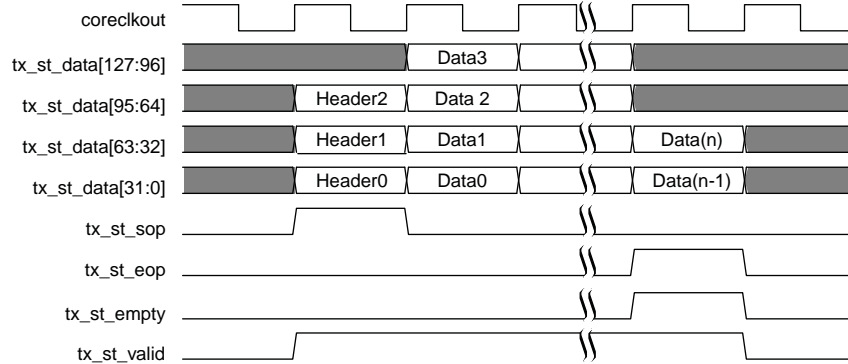 coreclkout
tx_st_data[127:96] Data3
tx_st_data[95:64] Header2 Data 2
tx_st_data[63:32] Header1 Data1 Data(n)
tx_st_data[31:0] Header0 Data0 Data(n-1)
tx_st_sop
tx_st_eop
tx_st_empty
tx_st_valid